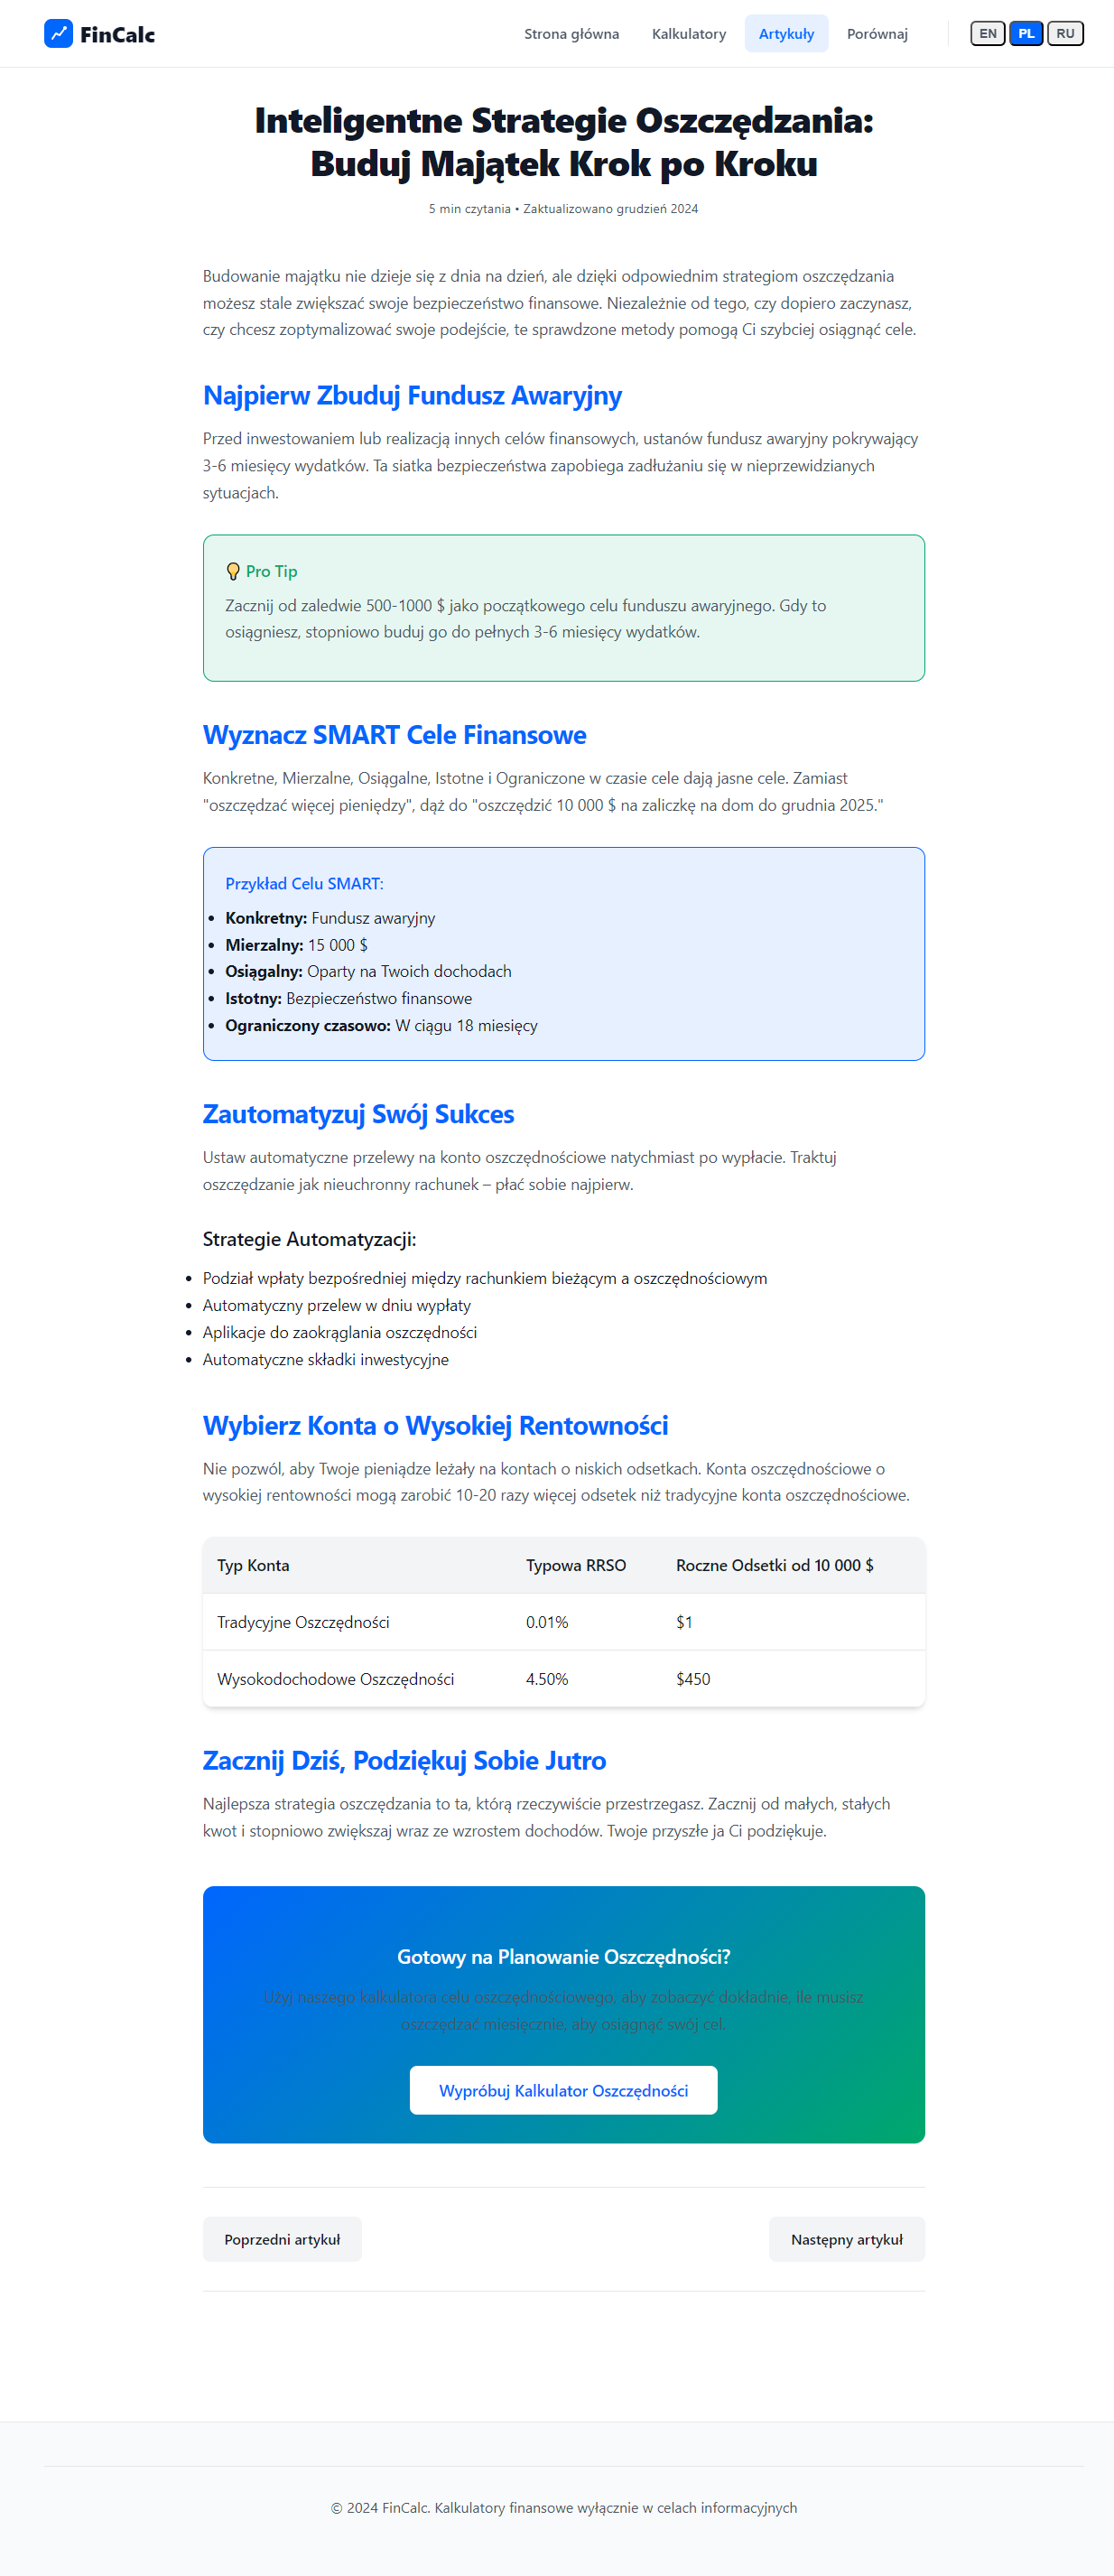 FinCalc
Strona główna
Kalkulatory
Artykuły
Porównaj
EN
PL
RU
Inteligentne Strategie Oszczędzania:
Buduj Majątek Krok po Kroku
5 min czytania • Zaktualizowano grudzień 2024
Budowanie majątku nie dzieje się z dnia na dzień, ale dzięki odpowiednim strategiom oszczędzania
możesz stale zwiększać swoje bezpieczeństwo finansowe. Niezależnie od tego, czy dopiero zaczynasz,
czy chcesz zoptymalizować swoje podejście, te sprawdzone metody pomogą Ci szybciej osiągnąć cele.
Najpierw Zbuduj Fundusz Awaryjny
Przed inwestowaniem lub realizacją innych celów finansowych, ustanów fundusz awaryjny pokrywający
3-6 miesięcy wydatków. Ta siatka bezpieczeństwa zapobiega zadłużaniu się w nieprzewidzianych
sytuacjach.
Pro Tip
Zacznij od zaledwie 500-1000 $ jako początkowego celu funduszu awaryjnego. Gdy to
osiągniesz, stopniowo buduj go do pełnych 3-6 miesięcy wydatków.
Wyznacz SMART Cele Finansowe
Konkretne, Mierzalne, Osiągalne, Istotne i Ograniczone w czasie cele dają jasne cele. Zamiast
"oszczędzać więcej pieniędzy", dąż do "oszczędzić 10 000 $ na zaliczkę na dom do grudnia 2025."
Przykład Celu SMART:
• Konkretny: Fundusz awaryjny
• Mierzalny: 15 000 $
• Osiągalny: Oparty na Twoich dochodach
• Istotny: Bezpieczeństwo finansowe
• Ograniczony czasowo: W ciągu 18 miesięcy
Zautomatyzuj Swój Sukces
Ustaw automatyczne przelewy na konto oszczędnościowe natychmiast po wypłacie. Traktuj
oszczędzanie jak nieuchronny rachunek – płać sobie najpierw.
Strategie Automatyzacji:
• Podział wpłaty bezpośredniej między rachunkiem bieżącym a oszczędnościowym
• Automatyczny przelew w dniu wypłaty
• Aplikacje do zaokrąglania oszczędności
• Automatyczne składki inwestycyjne
Wybierz Konta o Wysokiej Rentowności
Nie pozwól, aby Twoje pieniądze leżały na kontach o niskich odsetkach. Konta oszczędnościowe o
wysokiej rentowności mogą zarobić 10-20 razy więcej odsetek niż tradycyjne konta oszczędnościowe.
Typ Konta Typowa RRSO Roczne Odsetki od 10 000 $
Tradycyjne Oszczędności 0.01% $1
Wysokodochodowe Oszczędności 4.50% $450
Zacznij Dziś, Podziękuj Sobie Jutro
Najlepsza strategia oszczędzania to ta, którą rzeczywiście przestrzegasz. Zacznij od małych, stałych
kwot i stopniowo zwiększaj wraz ze wzrostem dochodów. Twoje przyszłe ja Ci podziękuje.
Gotowy na Planowanie Oszczędności?
Użyj naszego kalkulatora celu oszczędnościowego, aby zobaczyć dokładnie, ile musisz
oszczędzać miesięcznie, aby osiągnąć swój cel.
Wypróbuj Kalkulator Oszczędności
Poprzedni artykuł
Następny artykuł
© 2024 FinCalc. Kalkulatory finansowe wyłącznie w celach informacyjnych